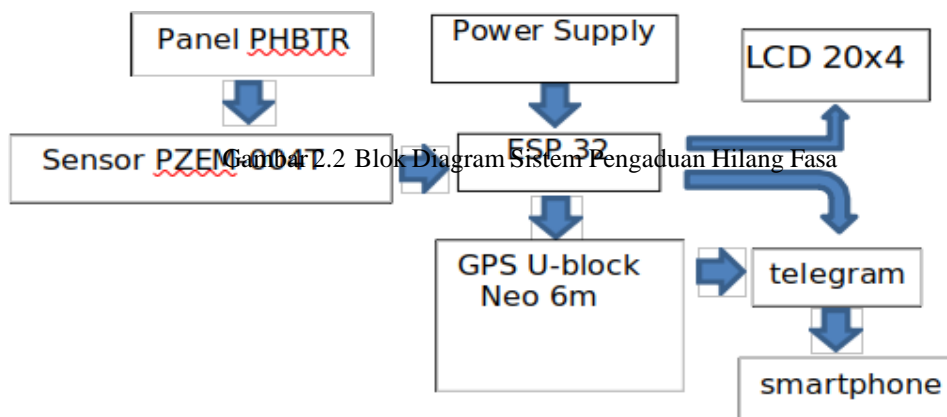 Panel PHBTR
Power Supply
LCD 20x4
Sensor PZEM-004T
ESP 32
Gambar 2.2 Blok Diagram Sistem Pengaduan Hilang Fasa
GPS U-block
Neo 6m
telegram
smartphone